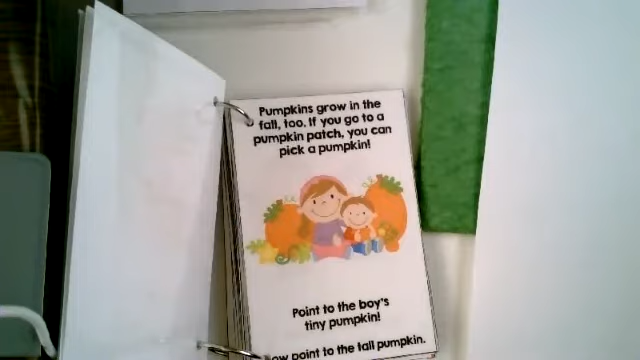 Pumpkins grow in the
fall, too. If you go to a
pumpkin patch, you can
pick a pumpkin!
Point to the boy's
tiny pumpkin!
point to the tall pumpkin.